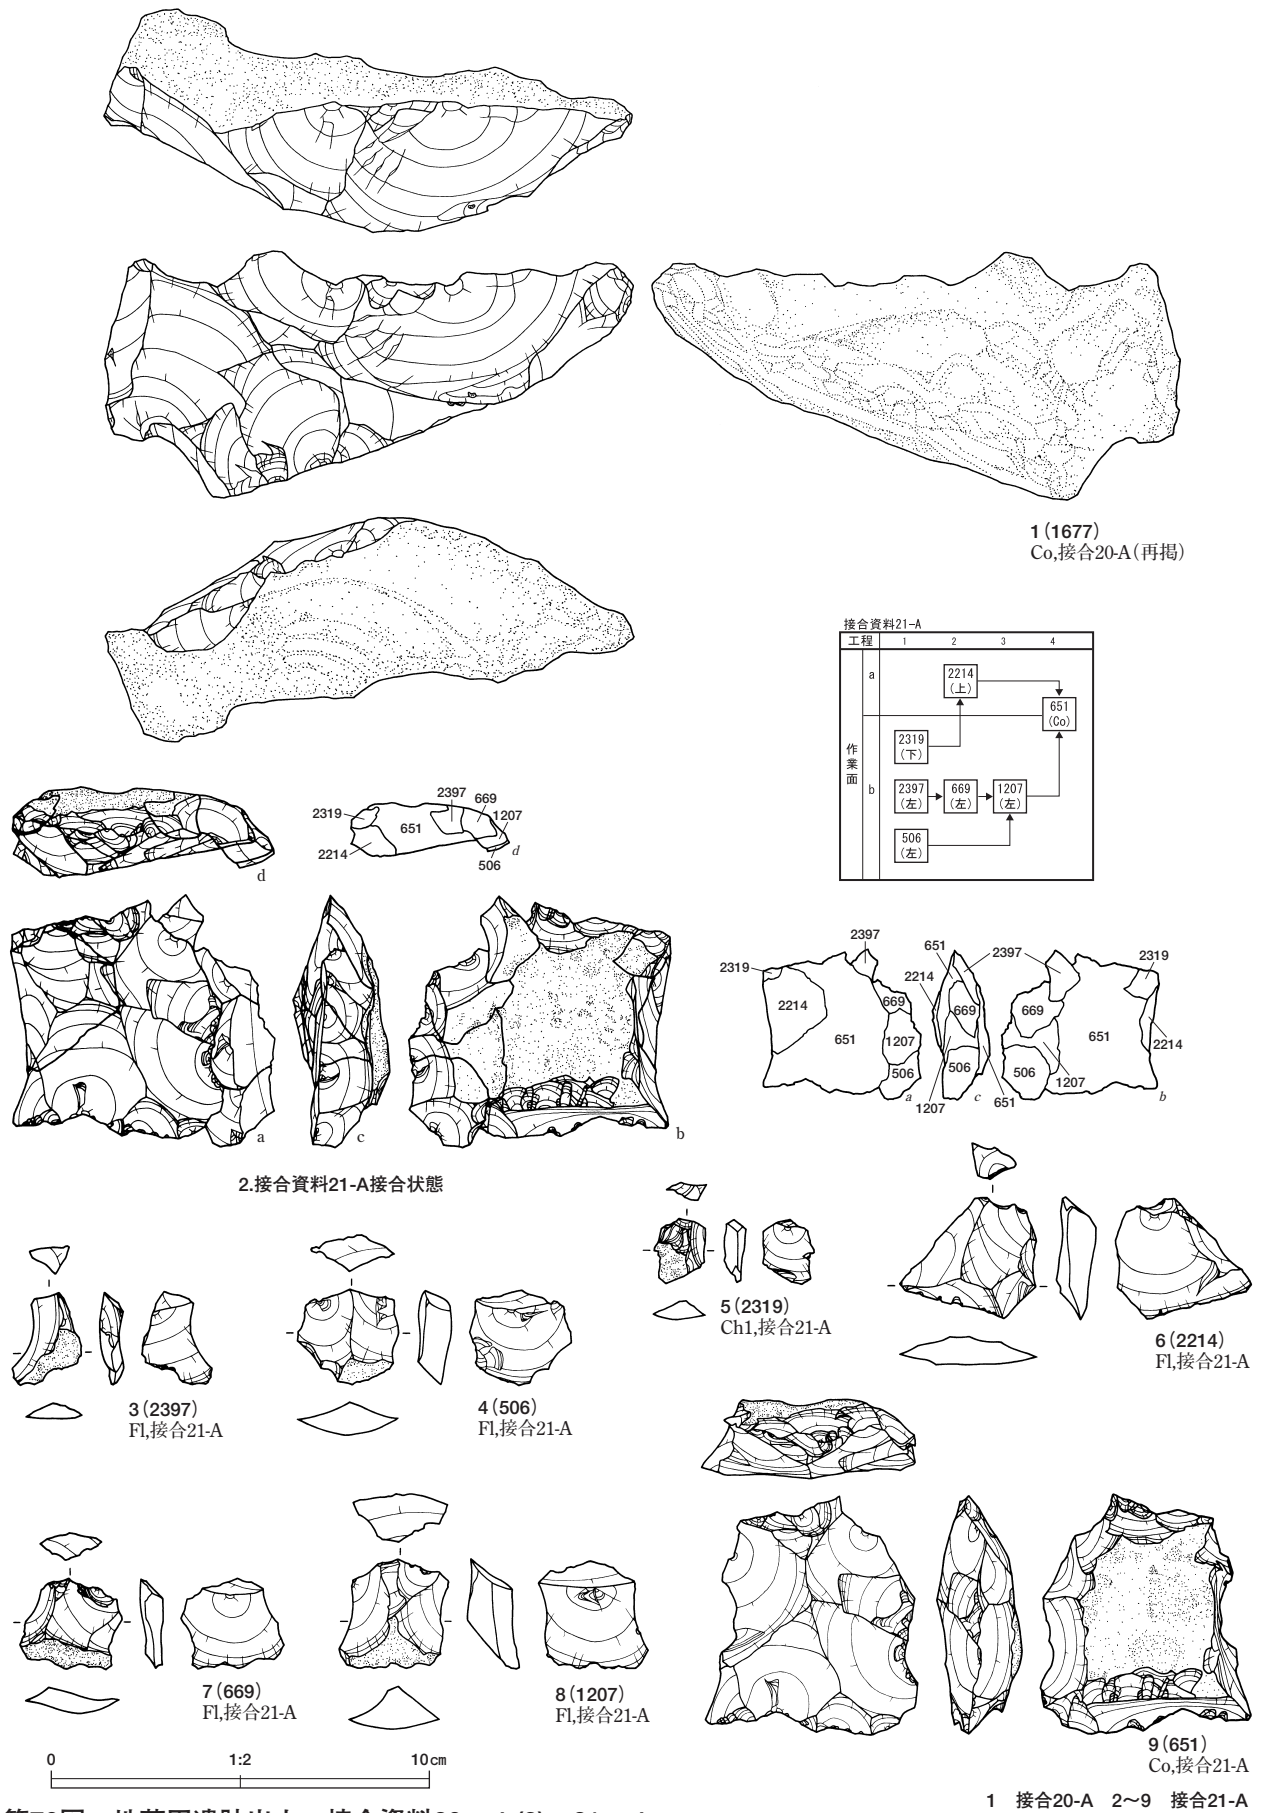 1（1677）
Co,接合20-A（再掲）
接合資料21-A
工程 1 2 3 4
作業面
a
b
2214
（上）
651
（Co）
2319
（下）
2397
（左）
669
（左）
1207
（左）
506
（左）
2319
2397
669
1207
651
2214
506
d
d
a
c
b
2397
2319
2214
669
651
1207
506
a
651
2397
2214
669
506
1207
651
c
2319
669
651
2214
506
1207
b
2.接合資料21-A接合状態
3（2397）
Fl,接合21-A
4（506）
Fl,接合21-A
5（2319）
Ch1,接合21-A
6（2214）
Fl,接合21-A
7（669）
Fl,接合21-A
8（1207）
Fl,接合21-A
9（651）
Co,接合21-A
0 1:2 10cm
1 接合20-A 2〜9 接合21-A